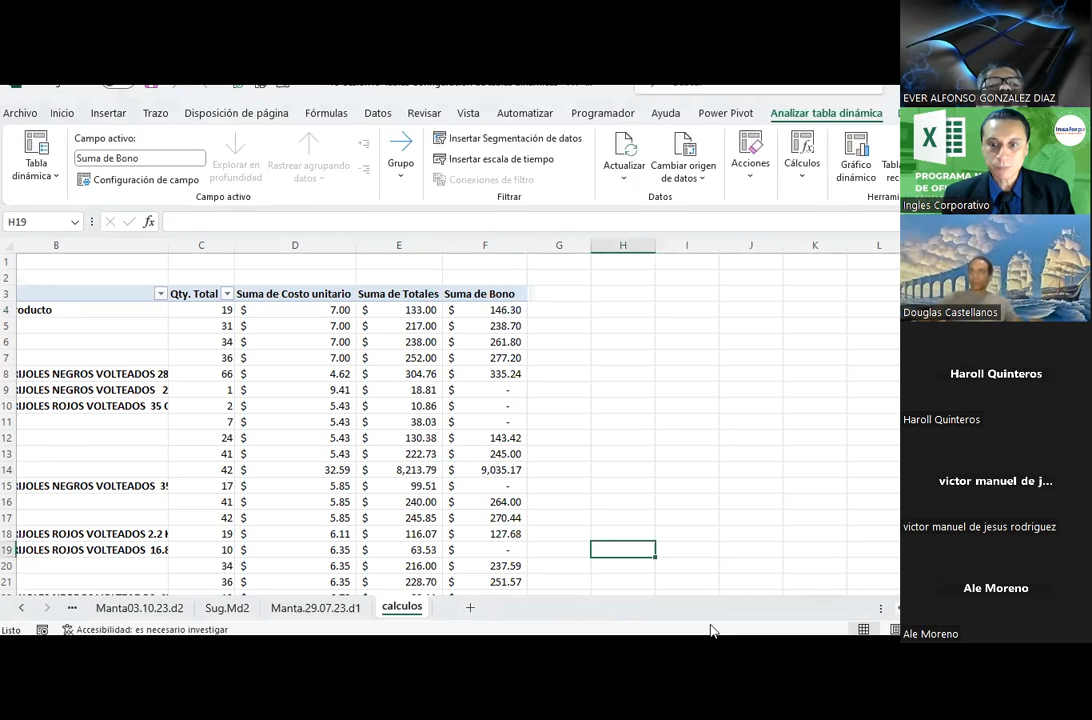 Archivo Inicio Insertar Trazo Disposición de página Fórmulas Datos Revisar Vista Automatizar Programador Ayuda Power Pivot Analizar tabla dinámica
Tabla dinámica
Campo activo:
Suma de Bono
Configuración de campo
Explorar en profundidad
Rastrear agrupando datos
Campo activo
Grupo
Insertar Segmentación de datos
Insertar escala de tiempo
Conexiones de filtro
Filtrar
Actualizar
Cambiar origen de datos
Datos
Acciones
Cálculos
Gráfico dinámico
H19
fx
B C D E F G H I J K L
1
2
3 Qty. Total Suma de Costo unitario Suma de Totales Suma de Bono
4 roducto 19 $ 7.00 $ 133.00 $ 146.30
5 31 $ 7.00 $ 217.00 $ 238.70
6 34 $ 7.00 $ 238.00 $ 261.80
7 36 $ 7.00 $ 252.00 $ 277.20
8 RIJOLES NEGROS VOLTEADOS 28 66 $ 4.62 $ 304.76 $ 335.24
9 RIJOLES NEGROS VOLTEADOS 2 1 $ 9.41 $ 18.81 $ -
10 RIJOLES ROJOS VOLTEADOS 35 2 $ 5.43 $ 10.86 $ -
11 7 $ 5.43 $ 38.03 $ -
12 24 $ 5.43 $ 130.38 $ 143.42
13 41 $ 5.43 $ 222.73 $ 245.00
14 42 $ 32.59 $ 8,213.79 $ 9,035.17
15 RIJOLES NEGROS VOLTEADOS 17 $ 5.85 $ 99.51 $ -
16 41 $ 5.85 $ 240.00 $ 264.00
17 42 $ 5.85 $ 245.85 $ 270.44
18 RIJOLES ROJOS VOLTEADOS 2.2 19 $ 6.11 $ 116.07 $ 127.68
19 RIJOLES ROJOS VOLTEADOS 16.8 10 $ 6.35 $ 63.53 $ -
20 34 $ 6.35 $ 216.00 $ 237.59
21 36 $ 6.35 $ 228.70 $ 251.57
Manta03.10.23.d2 Sug.Md2 Manta.29.07.23.d1 calculos
Listo Accesibilidad: es necesario investigar
EVER ALFONSO GONZALEZ DIAZ
Ingles Corporativo
Douglas Castellanos
Haroll Quinteros
Haroll Quinteros
victor manuel de j...
victor manuel de jesus rodriguez
Ale Moreno
Ale Moreno